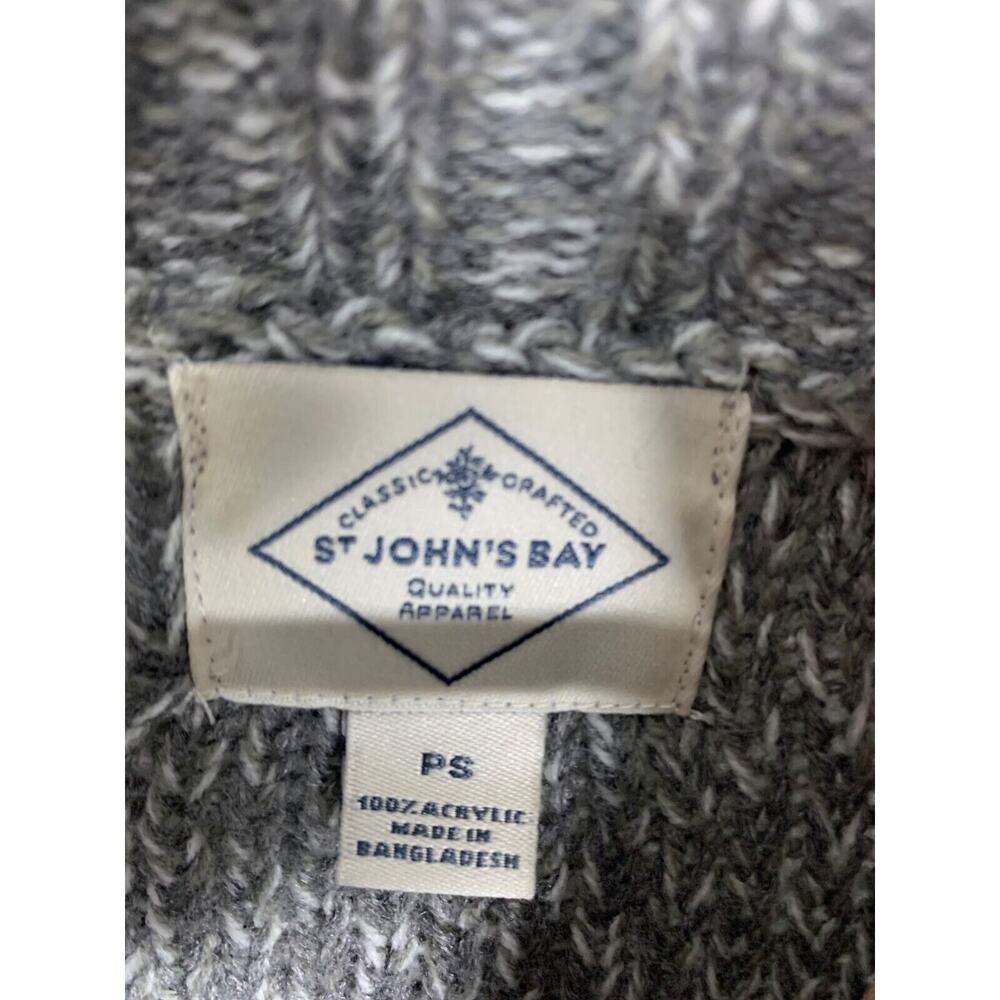 CLASSIC CRAFTED
ST JOHN'S BAY
QUALITY
APPAREL
PS
100% ACRYLIC
MADE IN
BANGLADESH